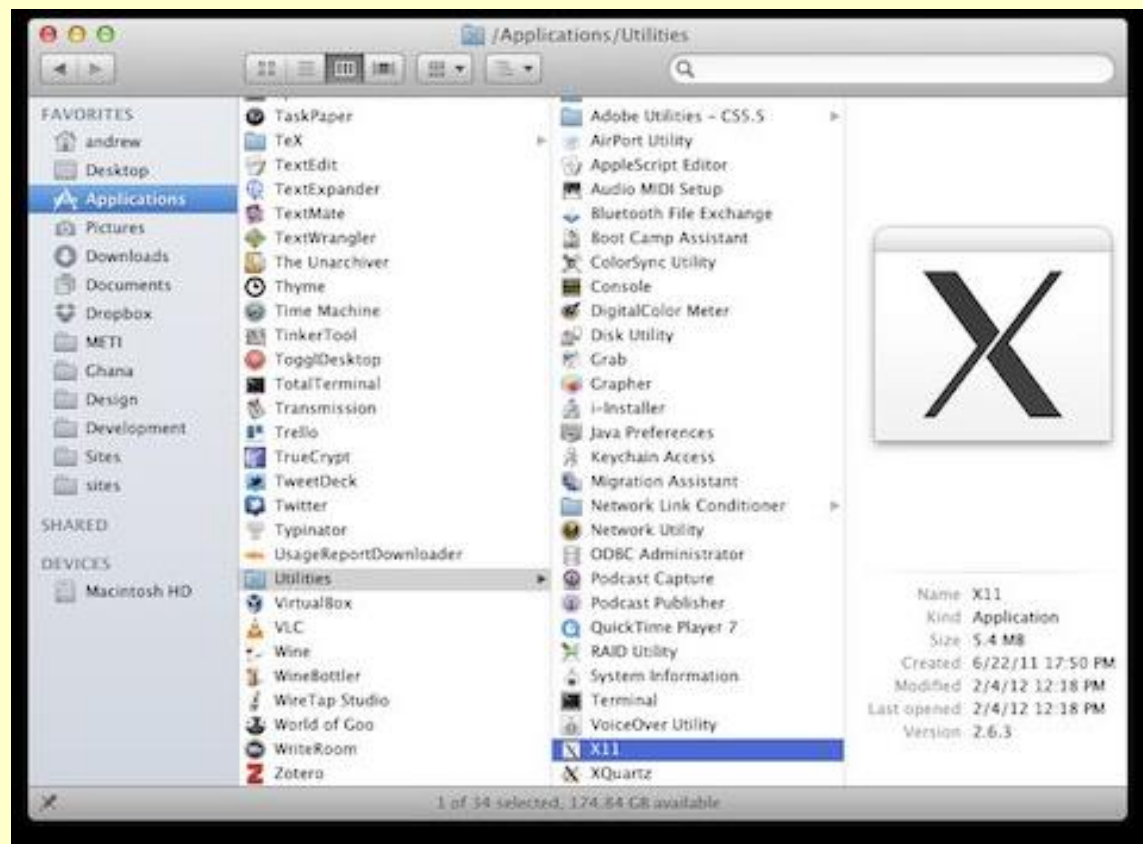 /Applications/Utilities
FAVORITES
andrew
Desktop
Applications
Pictures
Downloads
Documents
Dropbox
METI
Ghana
Design
Development
Sites
sites
SHARED
DEVICES
Macintosh HD
TaskPaper
TeX
TextEdit
TextExpander
TextMate
TextWrangler
The Unarchiver
Thyme
Time Machine
TinkerTool
TogglDesktop
TotalTerminal
Transmission
Trello
TrueCrypt
TweetDeck
Twitter
Typinator
UsageReportDownloader
Utilities
VirtualBox
VLC
Wine
WineBottler
WireTap Studio
World of Goo
WriteRoom
Zotero
Adobe Utilities - CS5.5
AirPort Utility
AppleScript Editor
Audio MIDI Setup
Bluetooth File Exchange
Boot Camp Assistant
ColorSync Utility
Console
DigitalColor Meter
Disk Utility
Grab
Grapher
i-Installer
Java Preferences
Keychain Access
Migration Assistant
Network Link Conditioner
Network Utility
ODBC Administrator
Podcast Capture
Podcast Publisher
QuickTime Player 7
RAID Utility
System Information
Terminal
VoiceOver Utility
X11
XQuartz
Name X11
Kind Application
Size 5.4 MB
Created 6/22/11 17:50 PM
Modified 2/4/12 12:18 PM
Last opened 2/4/12 12:18 PM
Version 2.6.3
1 of 34 selected, 174.84 GB available